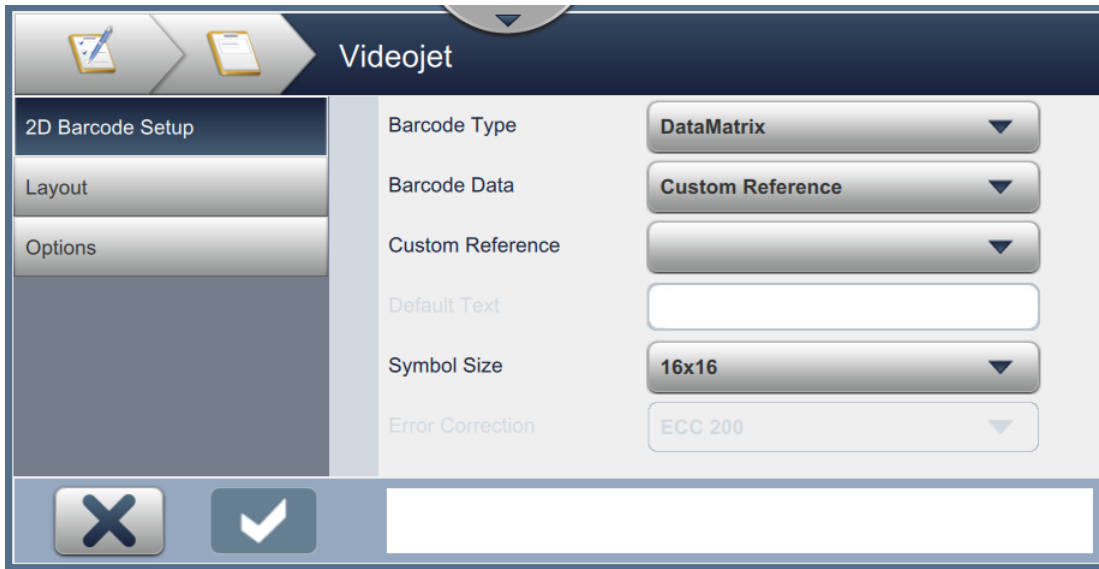 Videojet
2D Barcode Setup
Layout
Options
Barcode Type
DataMatrix
Barcode Data
Custom Reference
Custom Reference
Default Text
Symbol Size
16x16
Error Correction
ECC 200